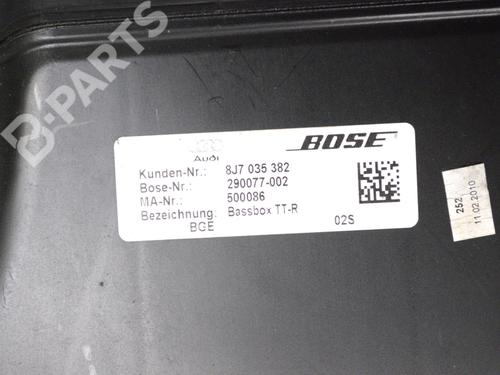 B-PARTS
Audi
BOSE
Kunden-Nr.: 8J7 035 382
Bose-Nr.: 290077-002
MA-Nr.: 500086
Bezeichnung: Bassbox TT-R
BGE 02S
252
11.02.2010